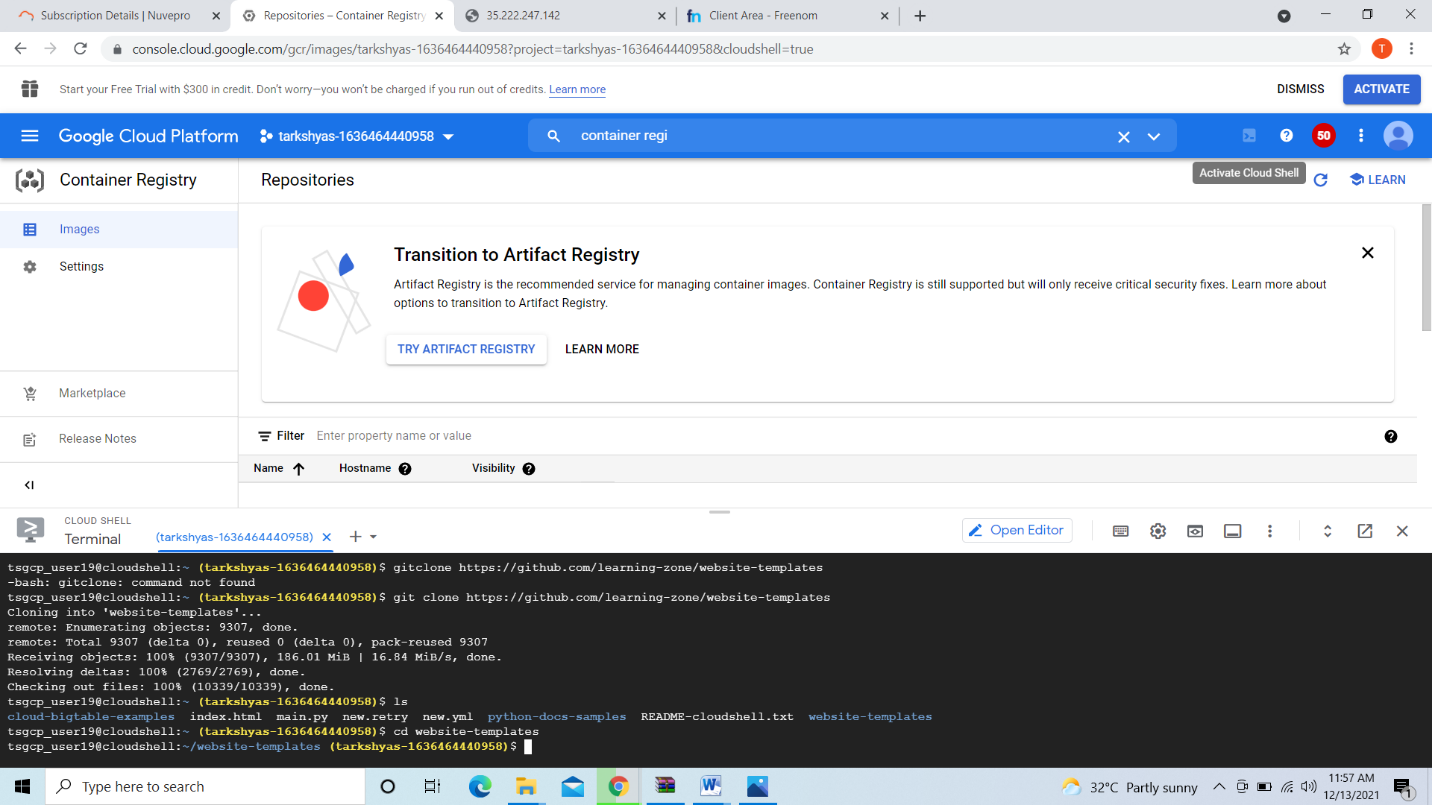 Subscription Details | Nuvepro
Repositories – Container Registry
35.222.247.142
fn Client Area - Freenom
console.cloud.google.com/gcr/images/tarkshyas-1636464440958?project=tarkshyas-1636464440958&cloudshell=true
T
Start your Free Trial with $300 in credit. Don't worry—you won't be charged if you run out of credits. Learn more
DISMISS
ACTIVATE
Google Cloud Platform
tarkshyas-1636464440958
container regi
50
Container Registry
Repositories
Activate Cloud Shell
LEARN
Images
Settings
Transition to Artifact Registry
Artifact Registry is the recommended service for managing container images. Container Registry is still supported but will only receive critical security fixes. Learn more about
options to transition to Artifact Registry.
TRY ARTIFACT REGISTRY
LEARN MORE
Marketplace
Release Notes
Filter Enter property name or value
Name Hostname Visibility
CLOUD SHELL
Terminal
(tarkshyas-1636464440958)
Open Editor
tsgcp_user19@cloudshell:~ (tarkshyas-1636464440958)$ gitclone https://github.com/learning-zone/website-templates
-bash: gitclone: command not found
tsgcp_user19@cloudshell:~ (tarkshyas-1636464440958)$ git clone https://github.com/learning-zone/website-templates
Cloning into 'website-templates'...
remote: Enumerating objects: 9307, done.
remote: Total 9307 (delta 0), reused 0 (delta 0), pack-reused 9307
Receiving objects: 100% (9307/9307), 186.01 MiB | 16.84 MiB/s, done.
Resolving deltas: 100% (2769/2769), done.
Checking out files: 100% (10339/10339), done.
tsgcp_user19@cloudshell:~ (tarkshyas-1636464440958)$ ls
cloud-bigtable-examples index.html main.py new.retry new.yml python-docs-samples README-cloudshell.txt website-templates
tsgcp_user19@cloudshell:~ (tarkshyas-1636464440958)$ cd website-templates
tsgcp_user19@cloudshell:~/website-templates (tarkshyas-1636464440958)$
Type here to search
32°C Partly sunny
11:57 AM
12/13/2021
1